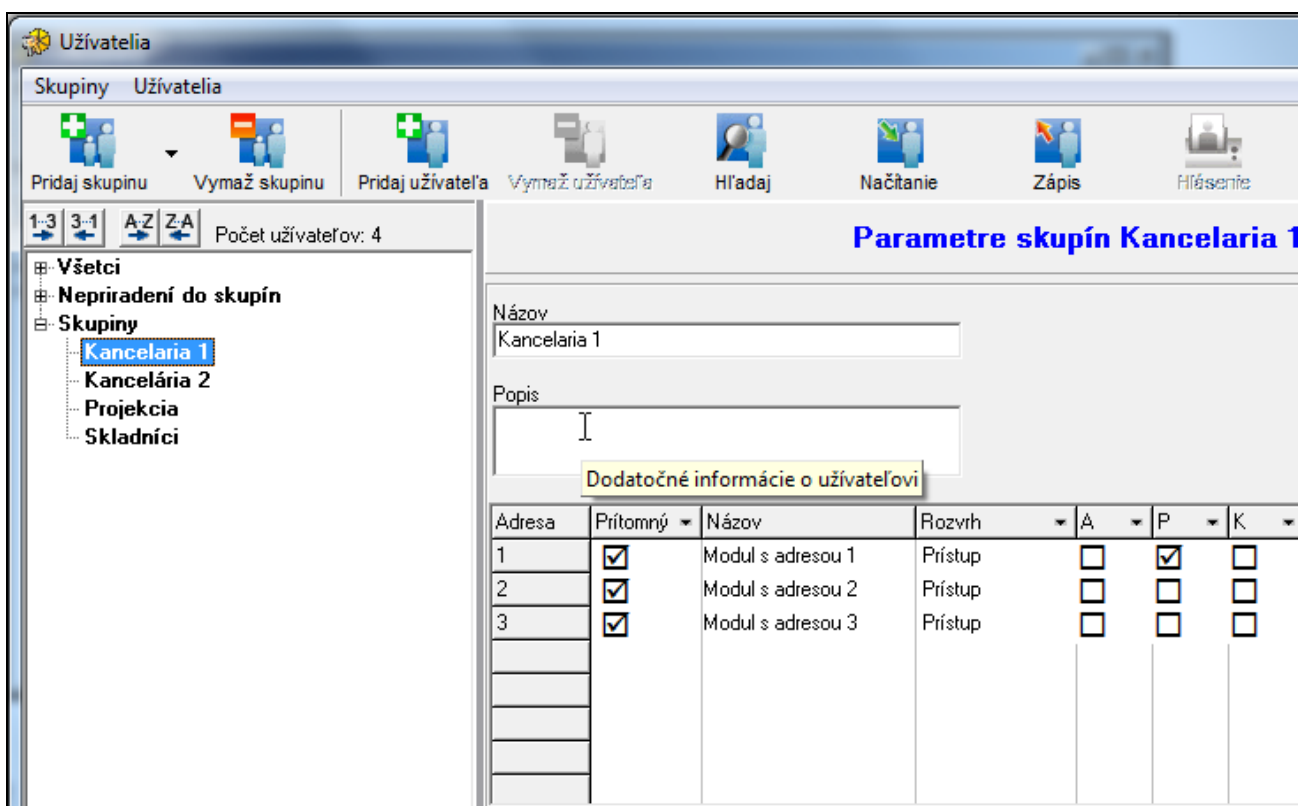 Užívatelia
Skupiny Užívatelia
Pridaj skupinu Vymaž skupinu Pridaj užívateľa Vymaž užívateľa Hľadaj Načítanie Zápis Hlásenie
1-3 3-1 A-Z Z-A Počet užívateľov: 4
Parametre skupín Kancelaria 1
Všetci
Nepriradení do skupín
Skupiny
Kancelaria 1
Kancelária 2
Projekcia
Skladníci
Názov
Kancelaria 1
Popis
Dodatočné informácie o užívateľovi
Adresa Prítomný Názov Rozvrh A P K
1 Modul s adresou 1 Prístup
2 Modul s adresou 2 Prístup
3 Modul s adresou 3 Prístup